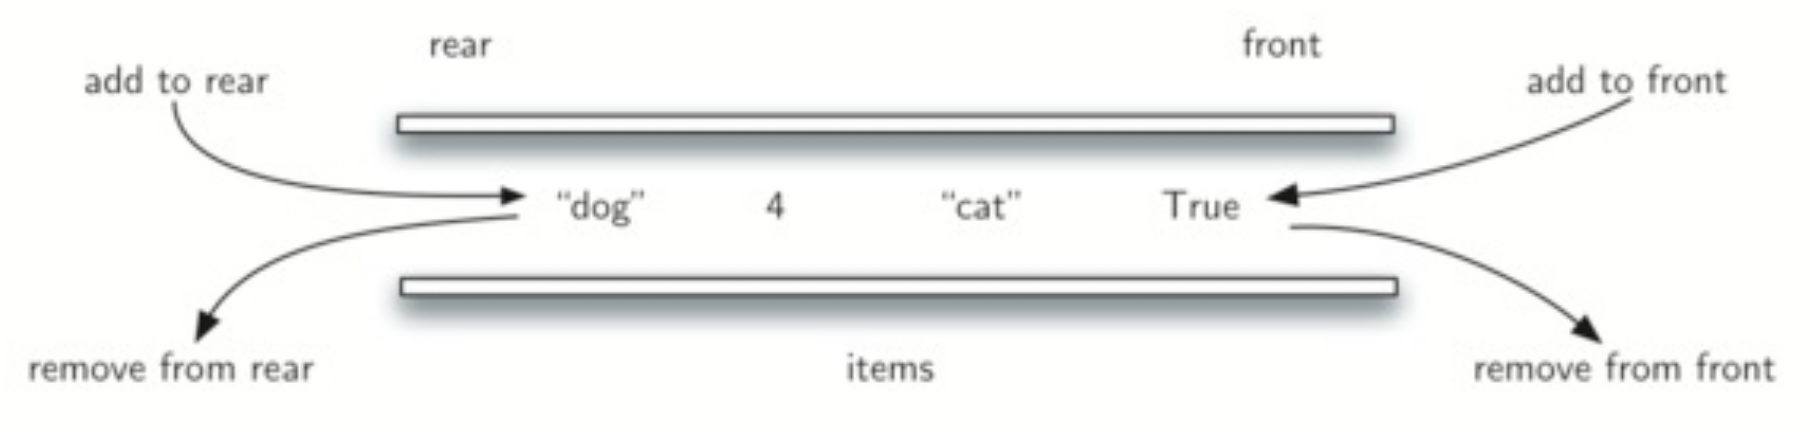 rear
front
add to rear
add to front
“dog” 4 “cat” True
remove from rear
items
remove from front